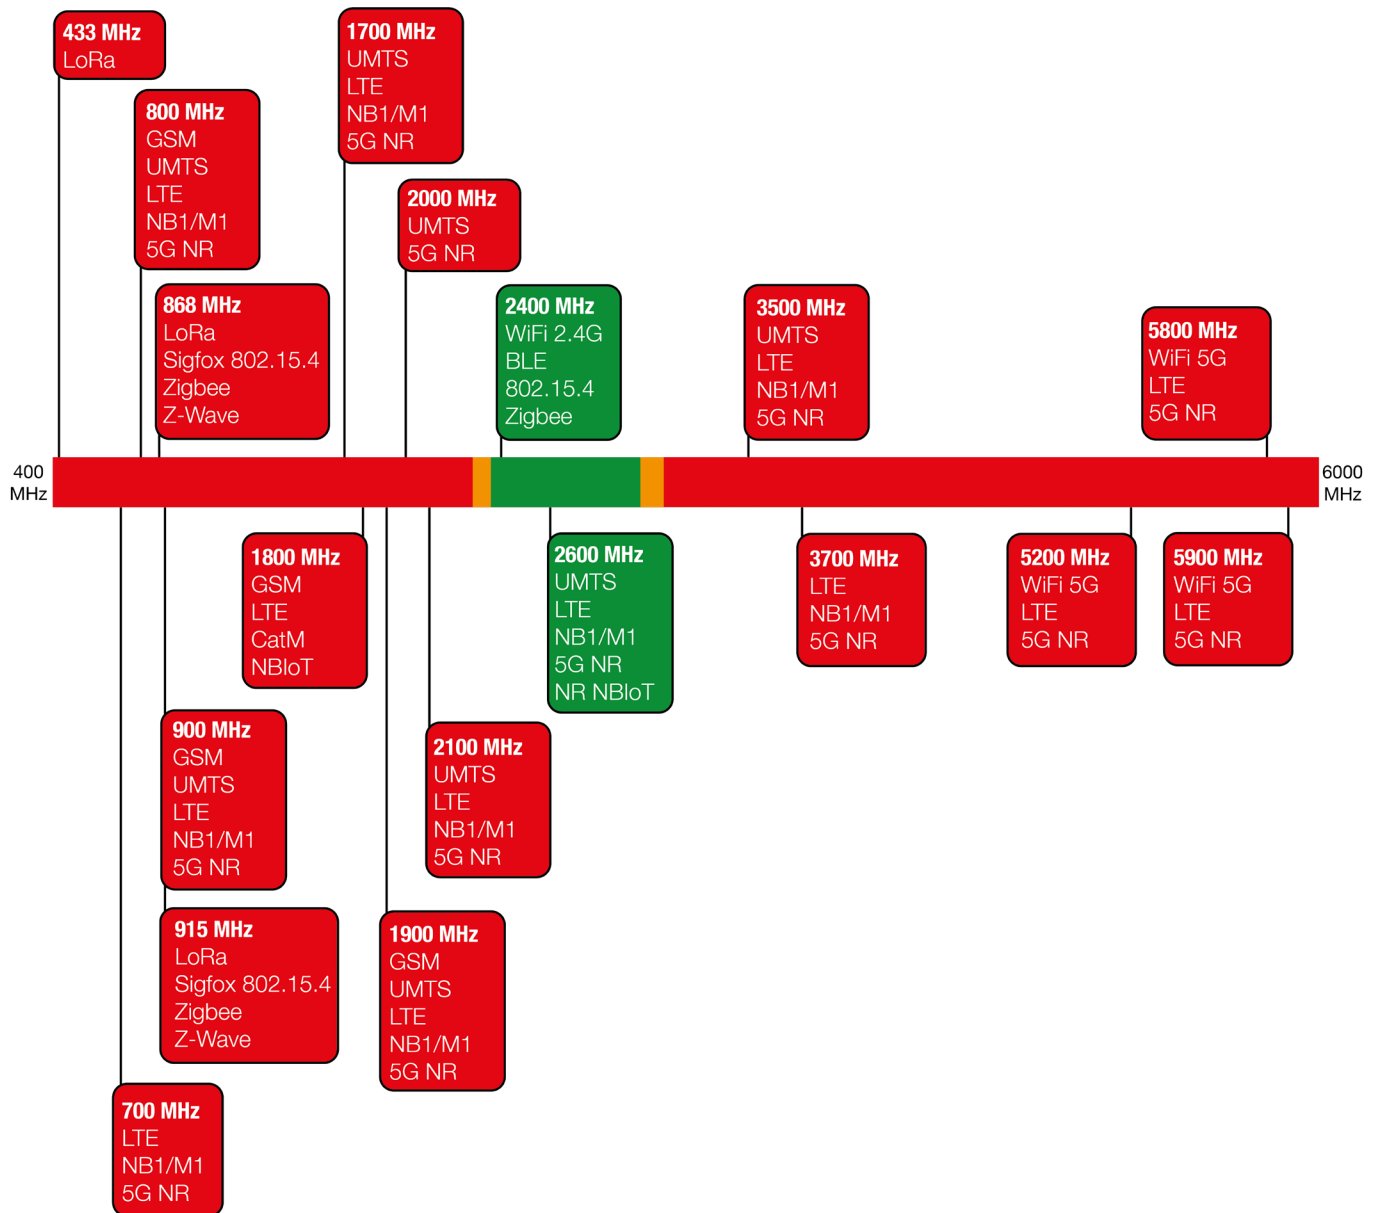 433 MHz
LoRa
1700 MHz
UMTS
LTE
NB1/M1
5G NR
800 MHz
GSM
UMTS
LTE
NB1/M1
5G NR
2000 MHz
UMTS
5G NR
868 MHz
LoRa
Sigfox 802.15.4
Zigbee
Z-Wave
2400 MHz
WiFi 2.4G
BLE
802.15.4
Zigbee
3500 MHz
UMTS
LTE
NB1/M1
5G NR
5800 MHz
WiFi 5G
LTE
5G NR
400
MHz
6000
MHz
1800 MHz
GSM
LTE
CatM
NBIoT
2600 MHz
UMTS
LTE
NB1/M1
5G NR
NR NBIoT
3700 MHz
LTE
NB1/M1
5G NR
5200 MHz
WiFi 5G
LTE
5G NR
5900 MHz
WiFi 5G
LTE
5G NR
900 MHz
GSM
UMTS
LTE
NB1/M1
5G NR
2100 MHz
UMTS
LTE
NB1/M1
5G NR
915 MHz
LoRa
Sigfox 802.15.4
Zigbee
Z-Wave
1900 MHz
GSM
UMTS
LTE
NB1/M1
5G NR
700 MHz
LTE
NB1/M1
5G NR